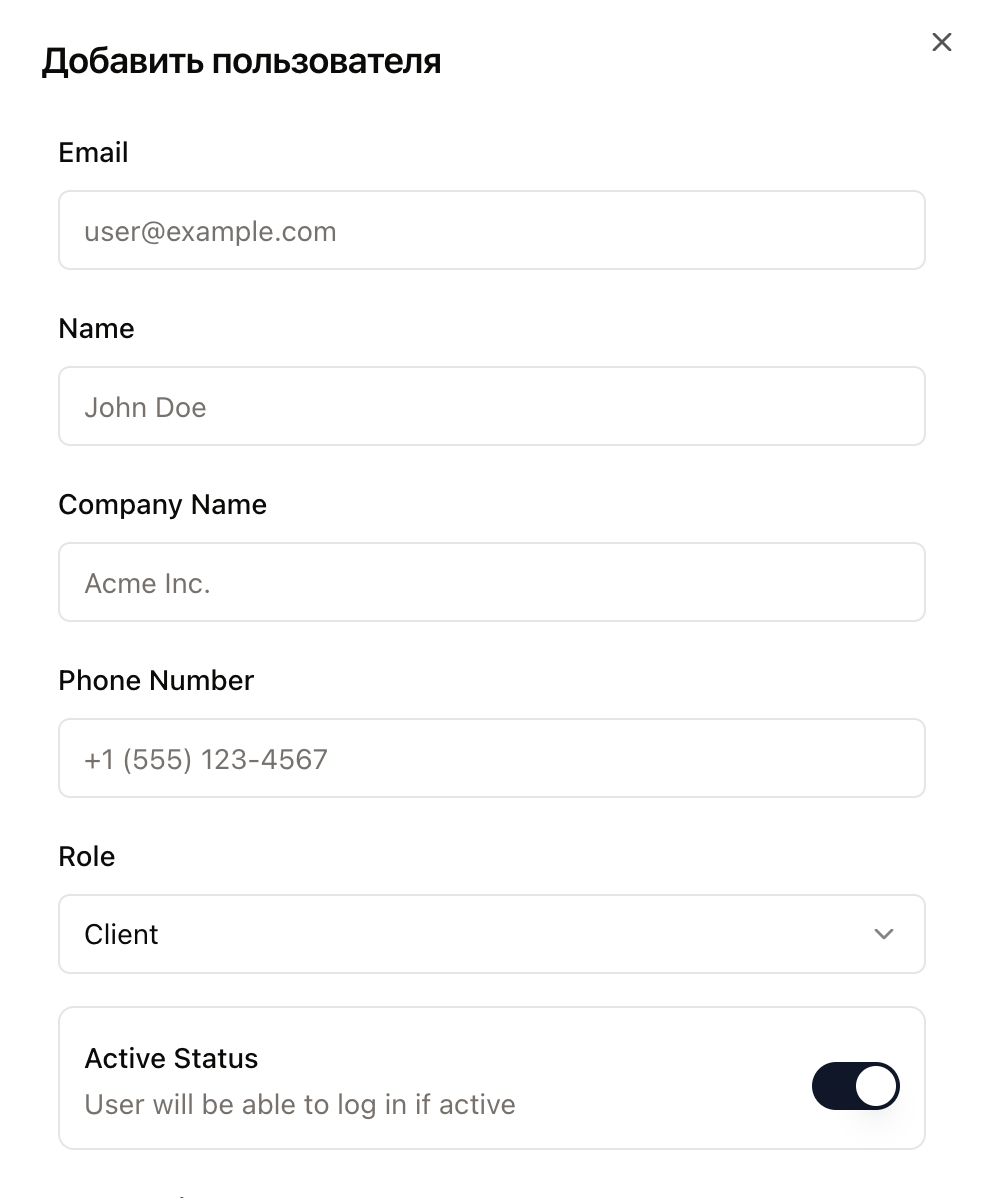 Добавить пользователя
Email
user@example.com
Name
John Doe
Company Name
Acme Inc.
Phone Number
+1 (555) 123-4567
Role
Client
Active Status
User will be able to log in if active